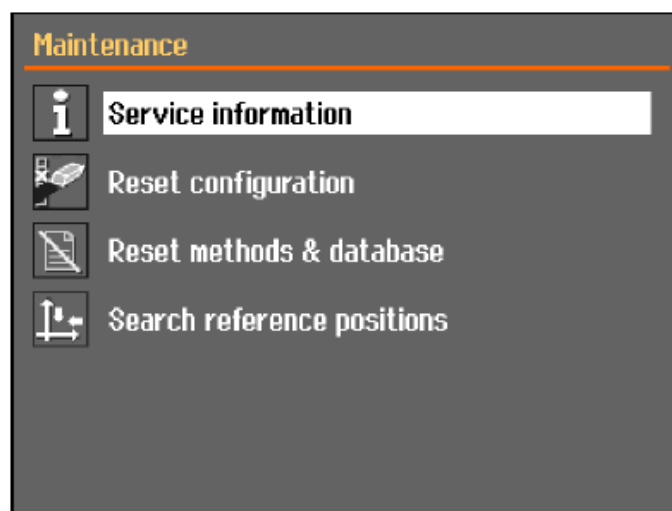 Maintenance
Service information
Reset configuration
Reset methods & database
Search reference positions